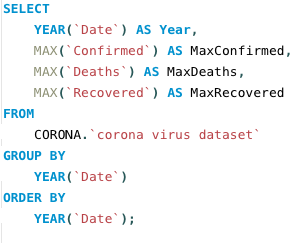 SELECT
    YEAR(`Date`) AS Year,
    MAX(`Confirmed`) AS MaxConfirmed,
    MAX(`Deaths`) AS MaxDeaths,
    MAX(`Recovered`) AS MaxRecovered
FROM
    CORONA.`corona virus dataset`
GROUP BY
    YEAR(`Date`)
ORDER BY
    YEAR(`Date`);